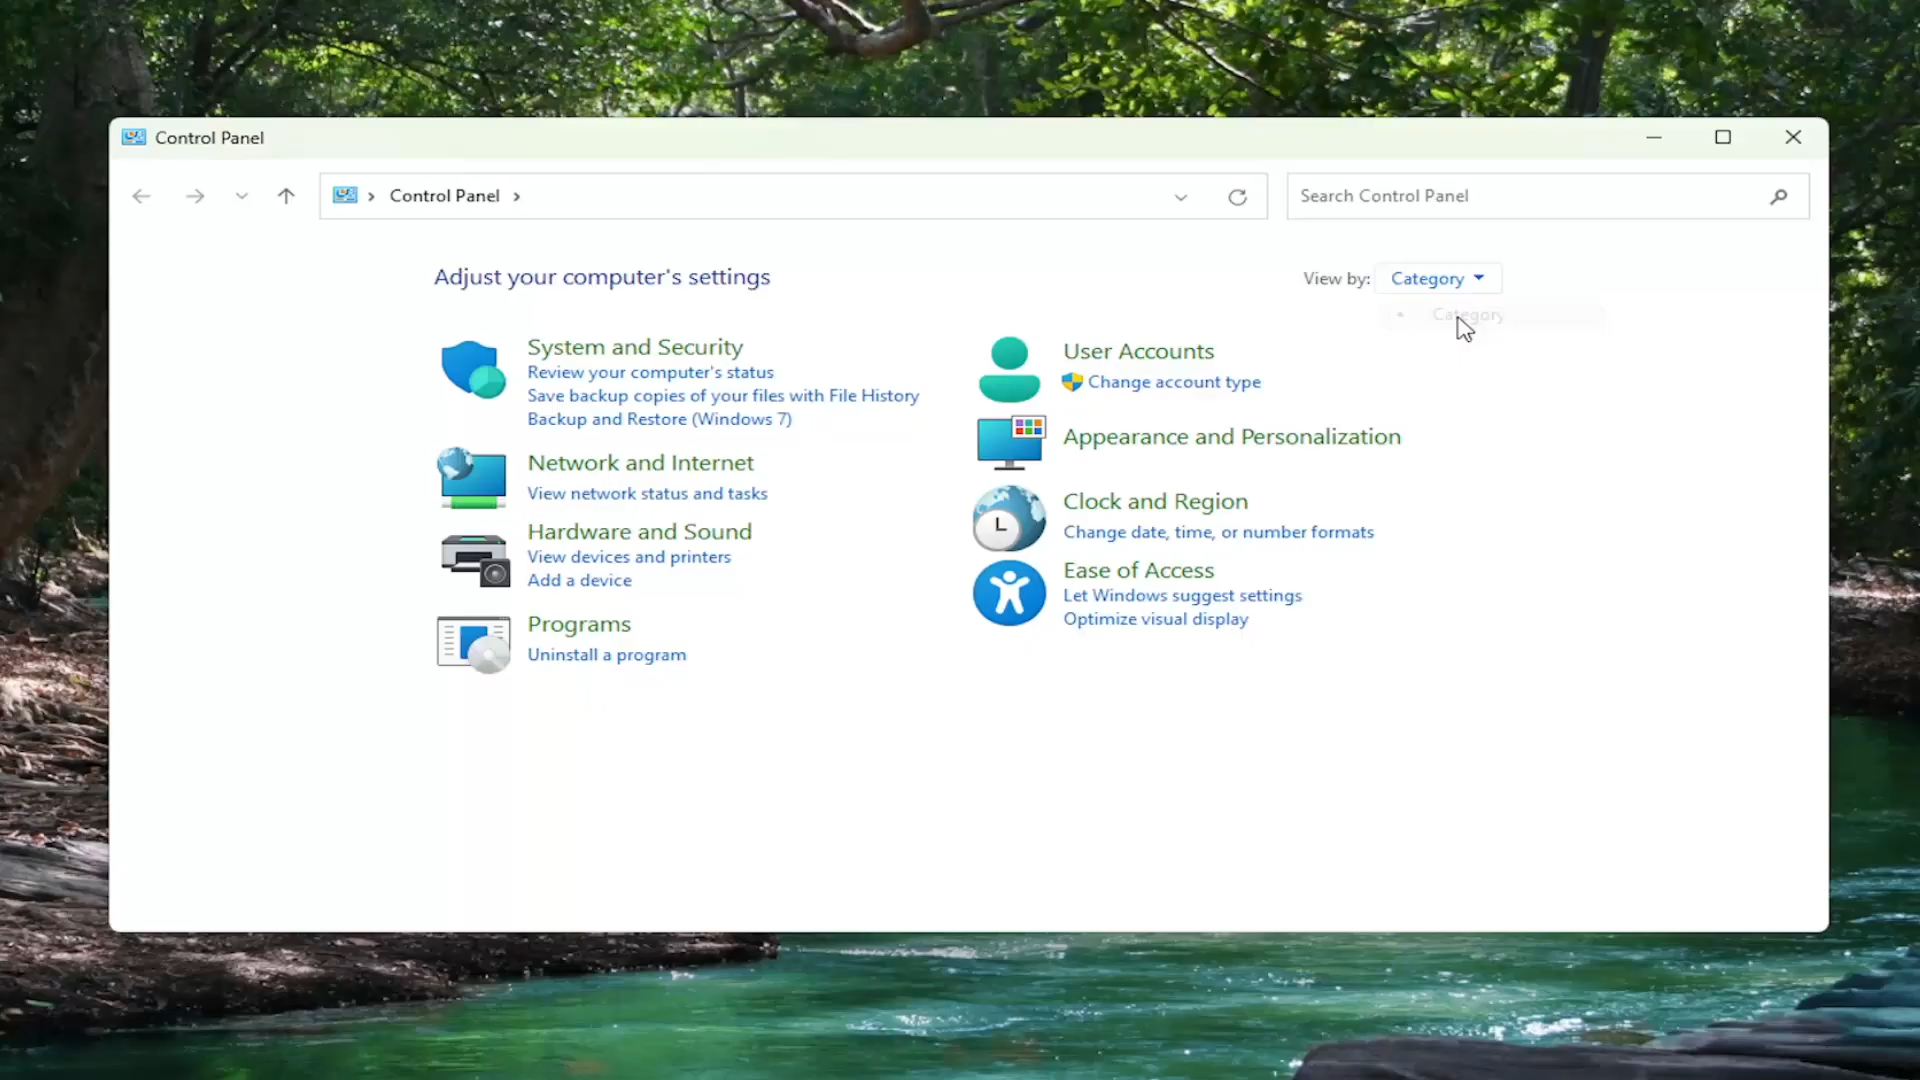 Control Panel
Control Panel
Search Control Panel
Adjust your computer's settings
View by: Category
Category
System and Security
Review your computer's status
Save backup copies of your files with File History
Backup and Restore (Windows 7)
Network and Internet
View network status and tasks
Hardware and Sound
View devices and printers
Add a device
Programs
Uninstall a program
User Accounts
Change account type
Appearance and Personalization
Clock and Region
Change date, time, or number formats
Ease of Access
Let Windows suggest settings
Optimize visual display